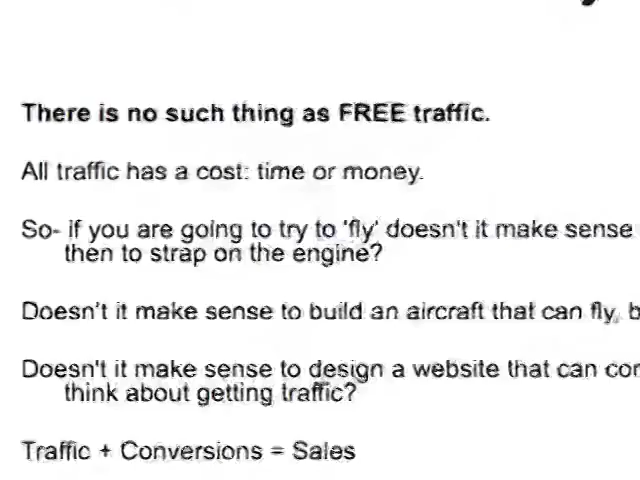 There is no such thing as FREE traffic.
All traffic has a cost: time or money.
So- if you are going to try to 'fly' doesn't it make sense
then to strap on the engine?
Doesn't it make sense to build an aircraft that can fly,
Doesn't it make sense to design a website that can
think about getting traffic?
Traffic + Conversions = Sales